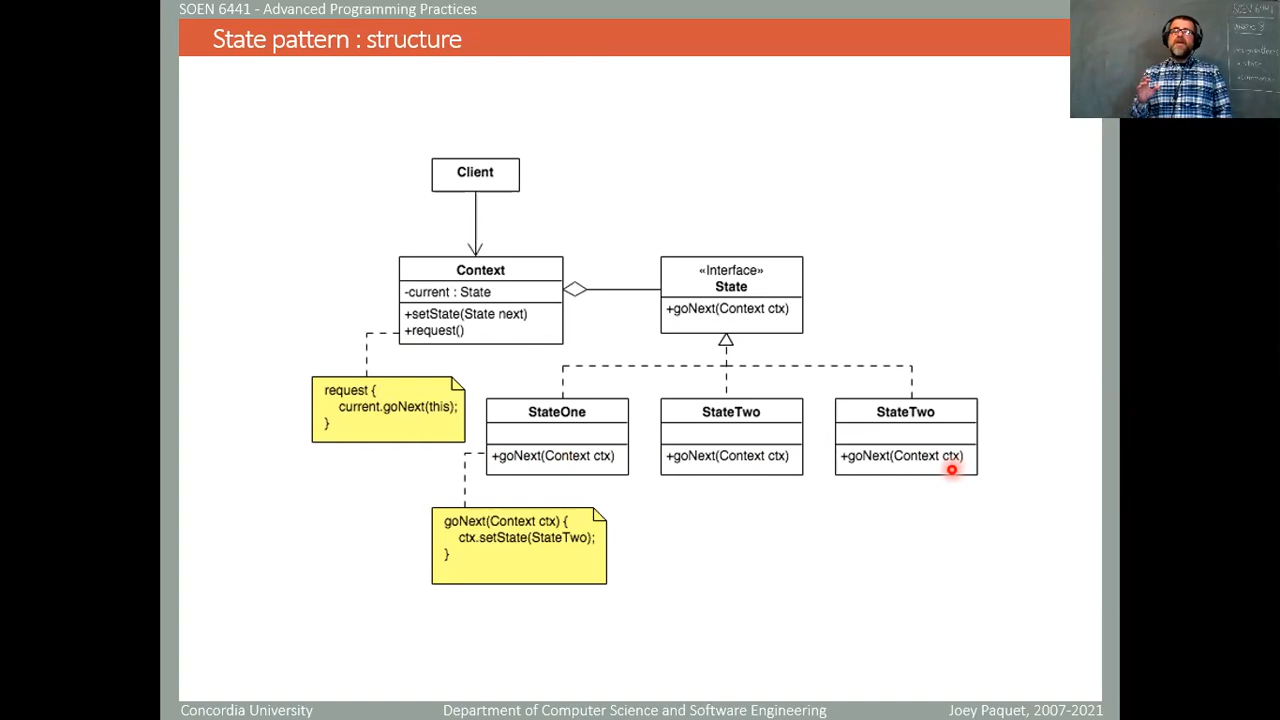 SOEN 6441 - Advanced Programming Practices
State pattern : structure
SOEN 6441
Client
Context
-current : State
+setState(State next)
+request()
«Interface»
State
+goNext(Context ctx)
request {
current.goNext(this);
}
StateOne
+goNext(Context ctx)
StateTwo
+goNext(Context ctx)
StateTwo
+goNext(Context ctx)
goNext(Context ctx) {
ctx.setState(StateTwo);
}
Concordia University
Department of Computer Science and Software Engineering
Joey Paquet, 2007-2021